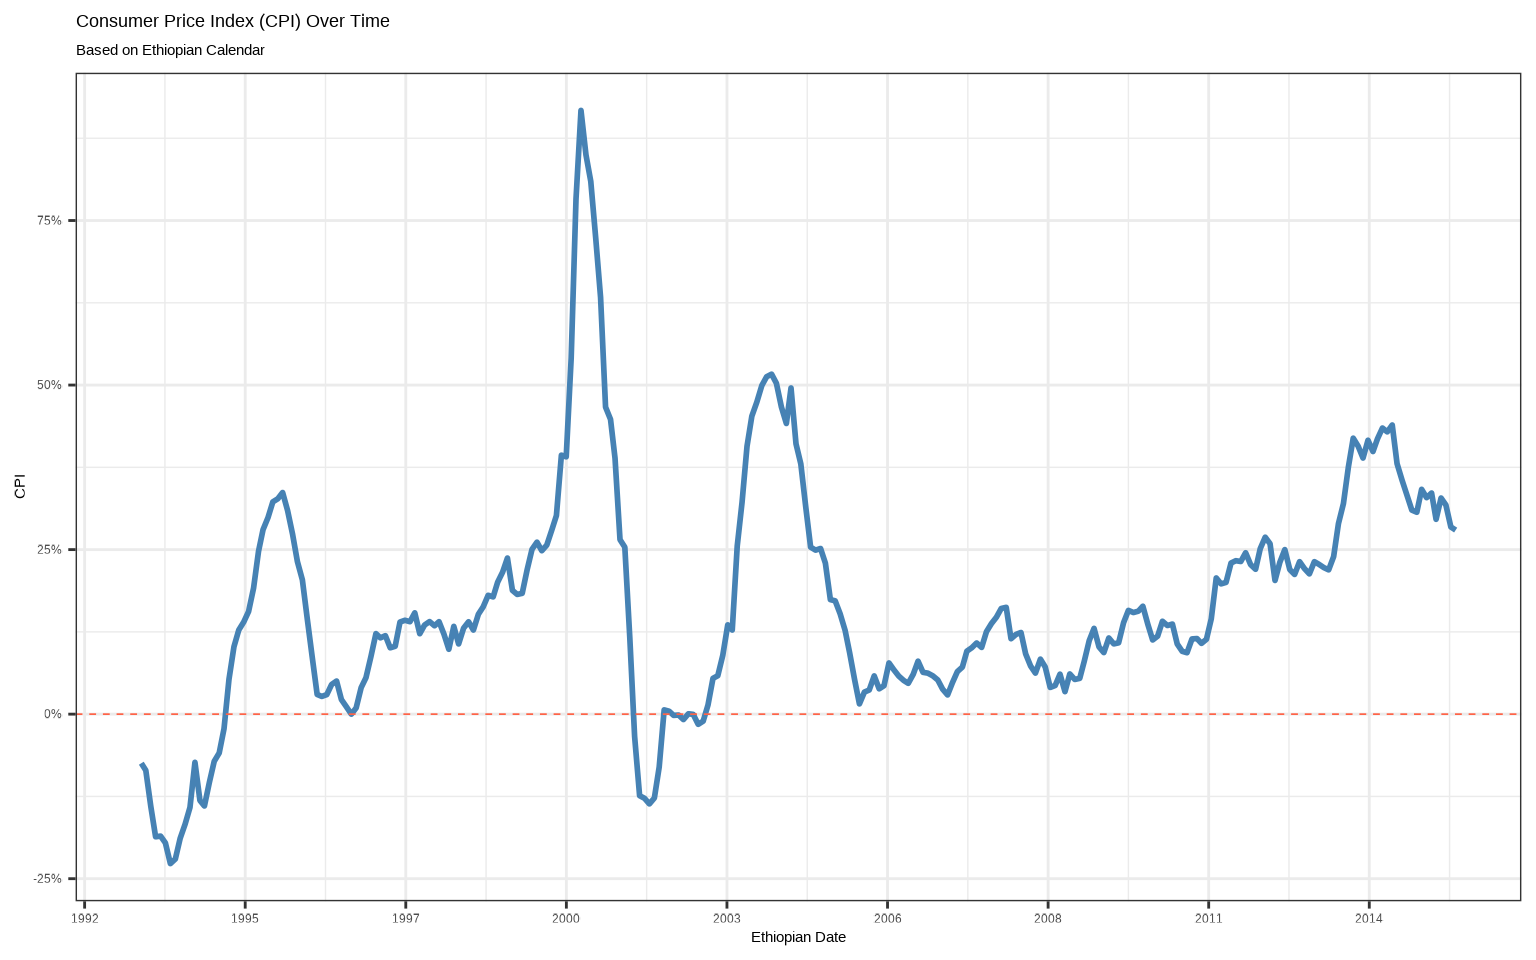 Consumer Price Index (CPI) Over Time
Based on Ethiopian Calendar
CPI
75%
50%
25%
0%
-25%
1992 1995 1997 2000 2003 2006 2008 2011 2014
Ethiopian Date